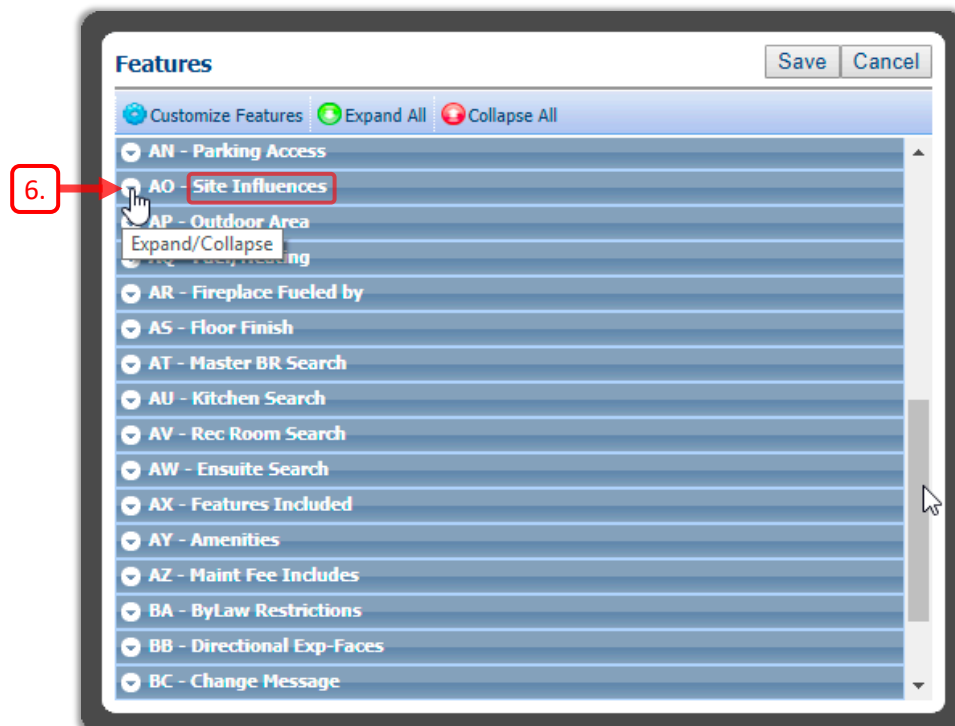 Features
Save
Cancel
Customize Features
Expand All
Collapse All
AN - Parking Access
6.
AO - Site Influences
AP - Outdoor Area
Expand/Collapse
AR - Fireplace Fueled by
AS - Floor Finish
AT - Master BR Search
AU - Kitchen Search
AV - Rec Room Search
AW - Ensuite Search
AX - Features Included
AY - Amenities
AZ - Maint Fee Includes
BA - ByLaw Restrictions
BB - Directional Exp-Faces
BC - Change Message